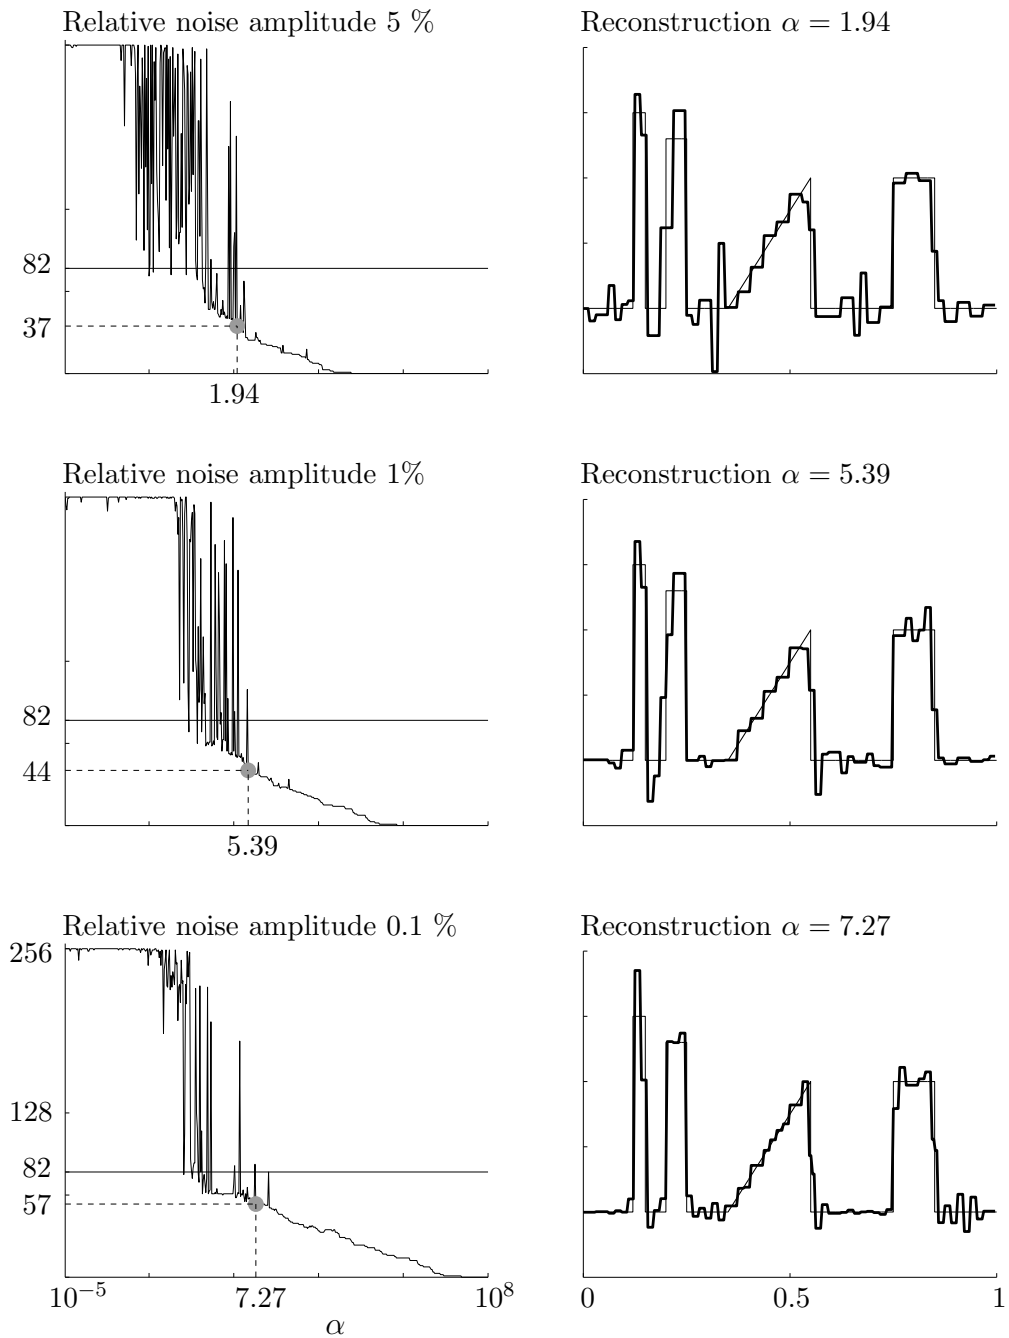 Relative noise amplitude 5 %
Reconstruction α = 1.94
82
37
1.94
Relative noise amplitude 1%
Reconstruction α = 5.39
82
44
5.39
Relative noise amplitude 0.1 %
Reconstruction α = 7.27
256
128
82
57
10⁻⁵ 7.27 10⁸
α
0 0.5 1